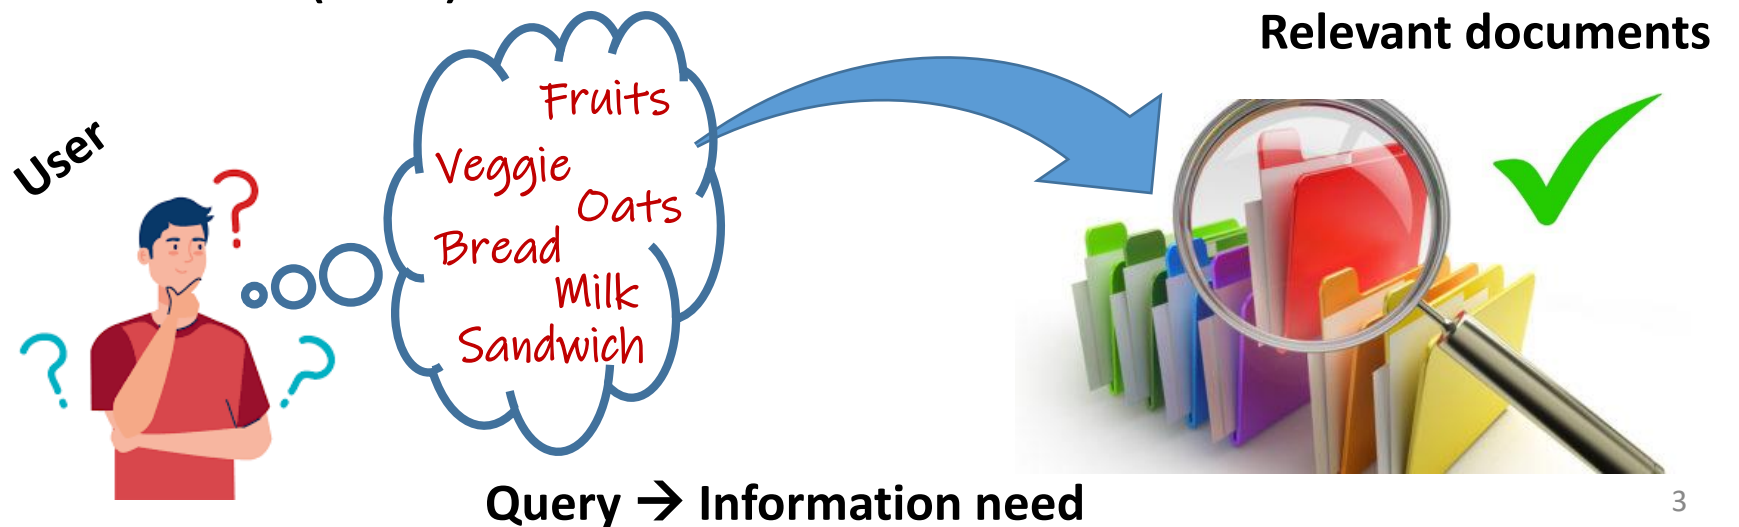 Relevant documents
User
Fruits
Veggie
Oats
Bread
Milk
Sandwich
Query → Information need
3